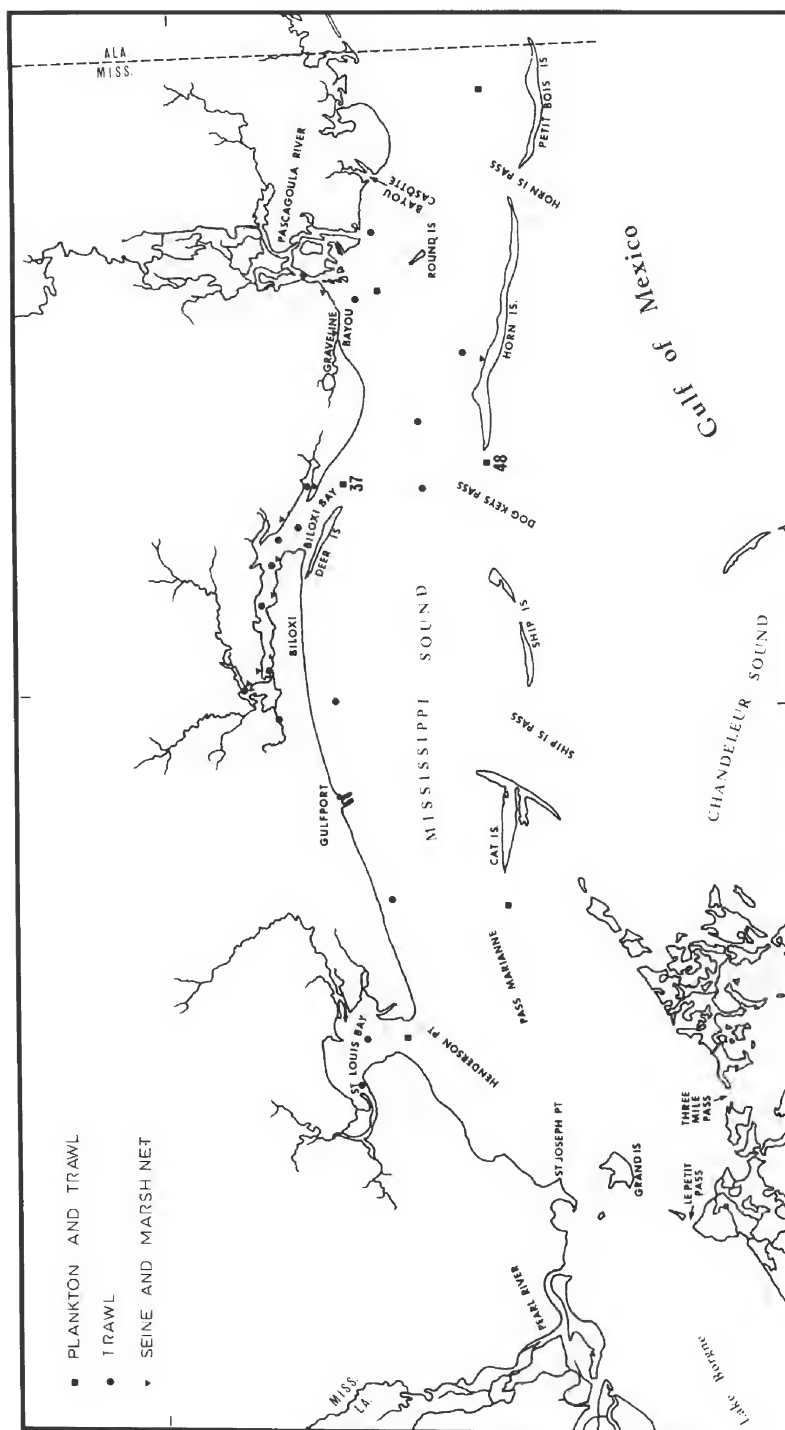 ■ PLANKTON AND TRAWL
● TRAWL
▼ SEINE AND MARSH NET
MISS.
LA.
PEARL RIVER
Lake Borgne
ST JOSEPH PT
GRAND IS
LE PETIT
PASS
THREE
MILE
PASS
ST. LOUIS BAY
HENDERSON PT
PASS MARIANNE
CAT IS.
GULFPORT
SHIP IS PASS
CHANDELEUR SOUND
MISSISSIPPI SOUND
BILOXI
SHIP IS.
DEER IS
BILOXI BAY
37
DOG KEYS PASS
48
GRAVELINE
BAYOU
HORN IS.
Gulf of Mexico
ROUND IS
PASCAGOULA RIVER
BAYOU
CASOTTE
HORN IS PASS
PETIT BOIS IS
ALA.
MISS.